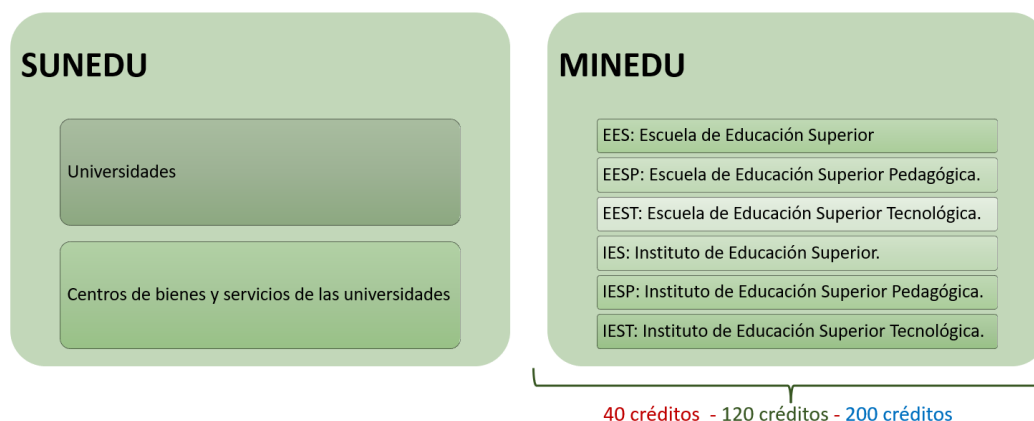 SUNEDU
Universidades
Centros de bienes y servicios de las universidades
MINEDU
EES: Escuela de Educación Superior
EESP: Escuela de Educación Superior Pedagógica.
EEST: Escuela de Educación Superior Tecnológica.
IES: Instituto de Educación Superior.
IESP: Instituto de Educación Superior Pedagógica.
IEST: Instituto de Educación Superior Tecnológica.
40 créditos - 120 créditos - 200 créditos